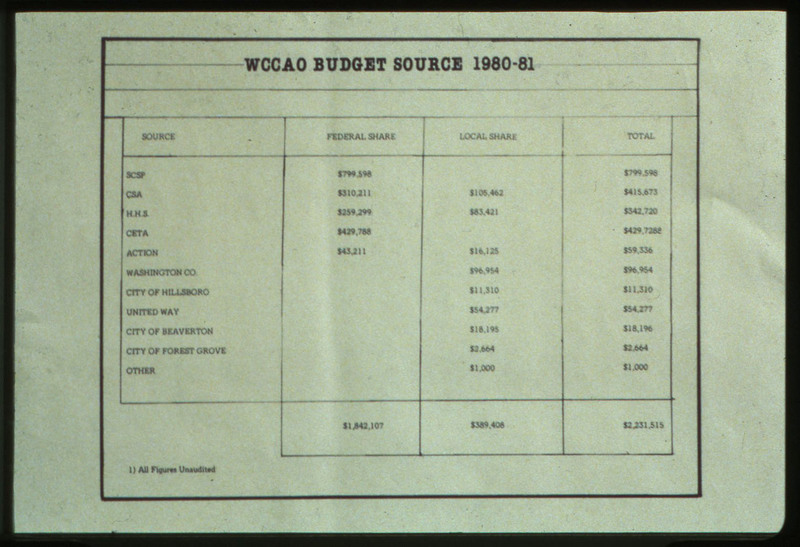 WCCAO BUDGET SOURCE 1980-81
SOURCE FEDERAL SHARE LOCAL SHARE TOTAL
SCSP $799,598 $799,598
CSA $310,211 $105,462 $415,673
H.H.S. $259,299 $83,421 $342,720
CETA $429,788 $429,7288
ACTION $43,211 $16,125 $59,336
WASHINGTON CO. $96,954 $96,954
CITY OF HILLSBORO $11,310 $11,310
UNITED WAY $54,277 $54,277
CITY OF BEAVERTON $18,195 $18,196
CITY OF FOREST GROVE $2,664 $2,664
OTHER $1,000 $1,000
$1,842,107 $389,408 $2,231,515
1) All Figures Unaudited